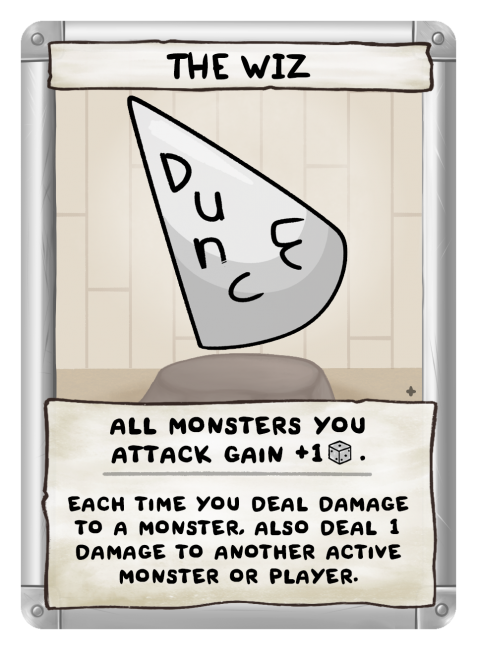 THE WIZ
Dunce
ALL MONSTERS YOU
ATTACK GAIN +1 .
EACH TIME YOU DEAL DAMAGE
TO A MONSTER, ALSO DEAL 1
DAMAGE TO ANOTHER ACTIVE
MONSTER OR PLAYER.